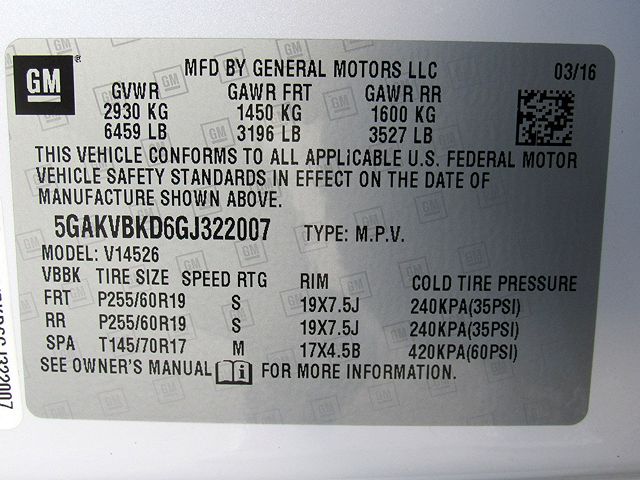 GM ®
MFD BY GENERAL MOTORS LLC 03/16
GVWR GAWR FRT GAWR RR
2930 KG 1450 KG 1600 KG
6459 LB 3196 LB 3527 LB
THIS VEHICLE CONFORMS TO ALL APPLICABLE U.S. FEDERAL MOTOR
VEHICLE SAFETY STANDARDS IN EFFECT ON THE DATE OF
MANUFACTURE SHOWN ABOVE.
5GAKVBKD6GJ322007 TYPE: M.P.V.
MODEL: V14526
VBBK TIRE SIZE SPEED RTG RIM COLD TIRE PRESSURE
FRT P255/60R19 S 19X7.5J 240KPA(35PSI)
RR P255/60R19 S 19X7.5J 240KPA(35PSI)
SPA T145/70R17 M 17X4.5B 420KPA(60PSI)
SEE OWNER'S MANUAL i FOR MORE INFORMATION.